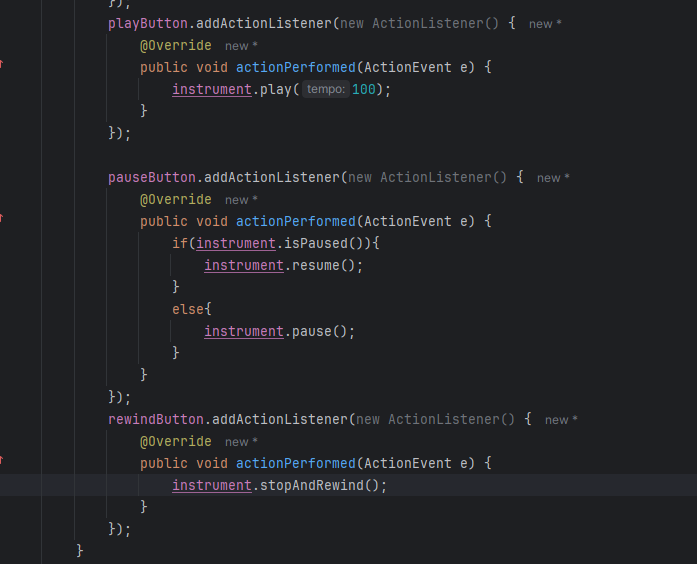 });
playButton.addActionListener(new ActionListener() { new *
@Override new *
public void actionPerformed(ActionEvent e) {
instrument.play( tempo: 100);
}
});
pauseButton.addActionListener(new ActionListener() { new *
@Override new *
public void actionPerformed(ActionEvent e) {
if(instrument.isPaused()){
instrument.resume();
}
else{
instrument.pause();
}
}
});
rewindButton.addActionListener(new ActionListener() { new *
@Override new *
public void actionPerformed(ActionEvent e) {
instrument.stopAndRewind();
}
});
}